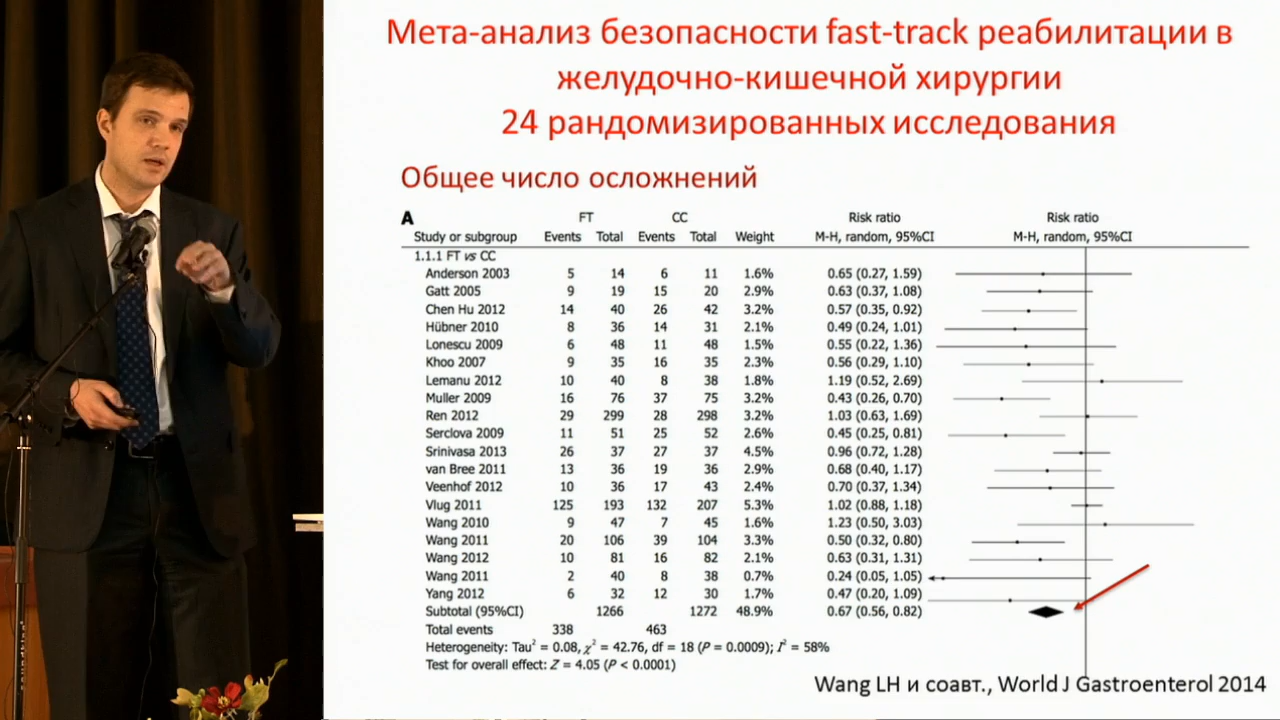 Мета-анализ безопасности fast-track реабилитации в
желудочно-кишечной хирургии
24 рандомизированных исследования
Общее число осложнений
A FT CC Risk ratio Risk ratio
Study or subgroup Events Total Events Total Weight M-H, random, 95%CI M-H, random, 95%CI
1.1.1 FT vs CC
Anderson 2003 5 14 6 11 1.6% 0.65 (0.27, 1.59)
Gatt 2005 9 19 15 20 2.9% 0.63 (0.37, 1.08)
Chen Hu 2012 14 40 26 42 3.2% 0.57 (0.35, 0.92)
Hübner 2010 8 36 14 31 2.1% 0.49 (0.24, 1.01)
Lonescu 2009 6 48 11 48 1.5% 0.55 (0.22, 1.36)
Khoo 2007 9 35 16 35 2.3% 0.56 (0.29, 1.10)
Lemanu 2012 10 40 8 38 1.8% 1.19 (0.52, 2.69)
Muller 2009 16 76 37 75 3.2% 0.43 (0.26, 0.70)
Ren 2012 29 299 28 298 3.2% 1.03 (0.63, 1.69)
Serclova 2009 11 51 25 52 2.6% 0.45 (0.25, 0.81)
Srinivasa 2013 26 37 27 37 4.5% 0.96 (0.72, 1.28)
van Bree 2011 13 36 19 36 2.9% 0.68 (0.40, 1.17)
Veenhof 2012 10 36 17 43 2.4% 0.70 (0.37, 1.34)
Vlug 2011 125 193 132 207 5.3% 1.02 (0.88, 1.18)
Wang 2010 9 47 7 45 1.6% 1.23 (0.50, 3.03)
Wang 2011 20 106 39 104 3.3% 0.50 (0.32, 0.80)
Wang 2012 10 81 16 82 2.1% 0.63 (0.31, 1.31)
Wang 2011 2 40 8 38 0.7% 0.24 (0.05, 1.05)
Yang 2012 6 32 12 30 1.7% 0.47 (0.20, 1.09)
Subtotal (95%CI) 1266 1272 48.9% 0.67 (0.56, 0.82)
Total events 338 463
Heterogeneity: Tau² = 0.08, χ² = 42.76, df = 18 (P = 0.0009); I² = 58%
Test for overall effect: Z = 4.05 (P < 0.0001)
Wang LH и соавт., World J Gastroenterol 2014